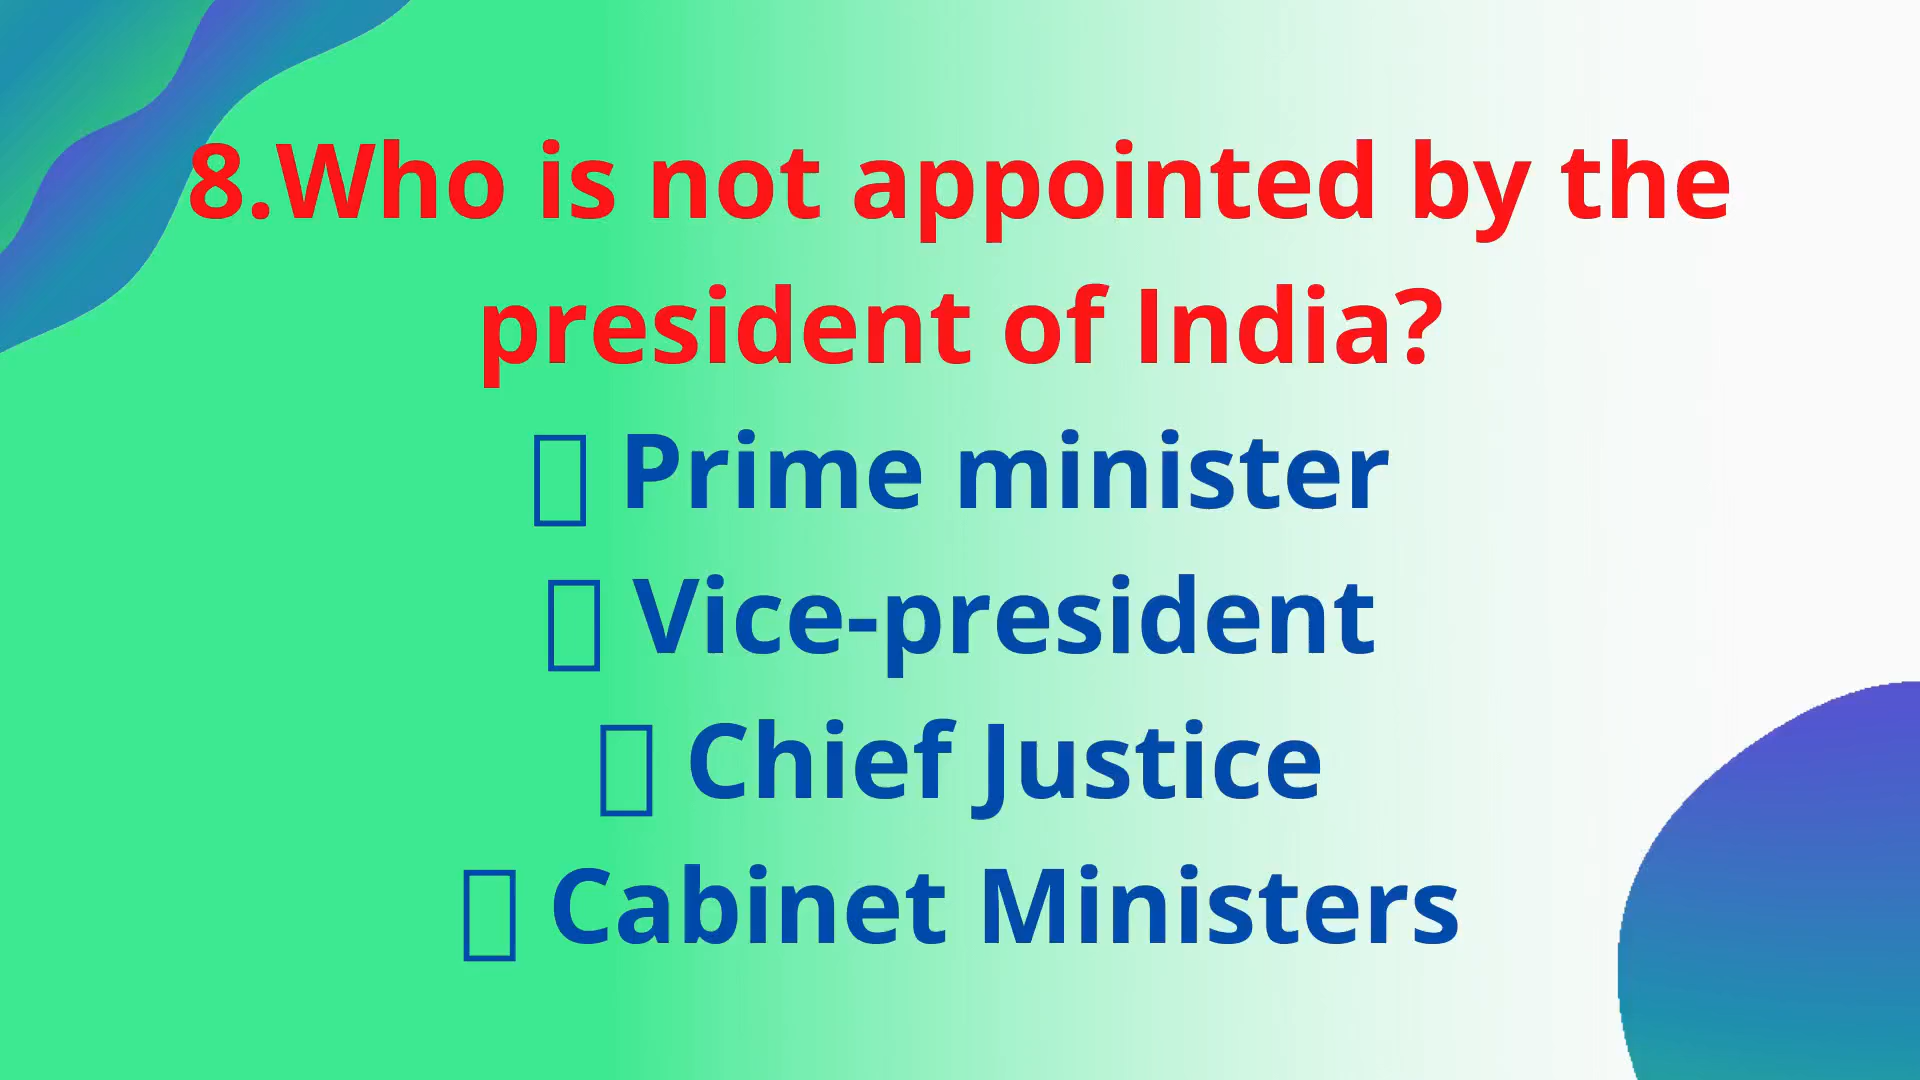 8.Who is not appointed by the
president of India?
▯ Prime minister
▯ Vice-president
▯ Chief Justice
▯ Cabinet Ministers